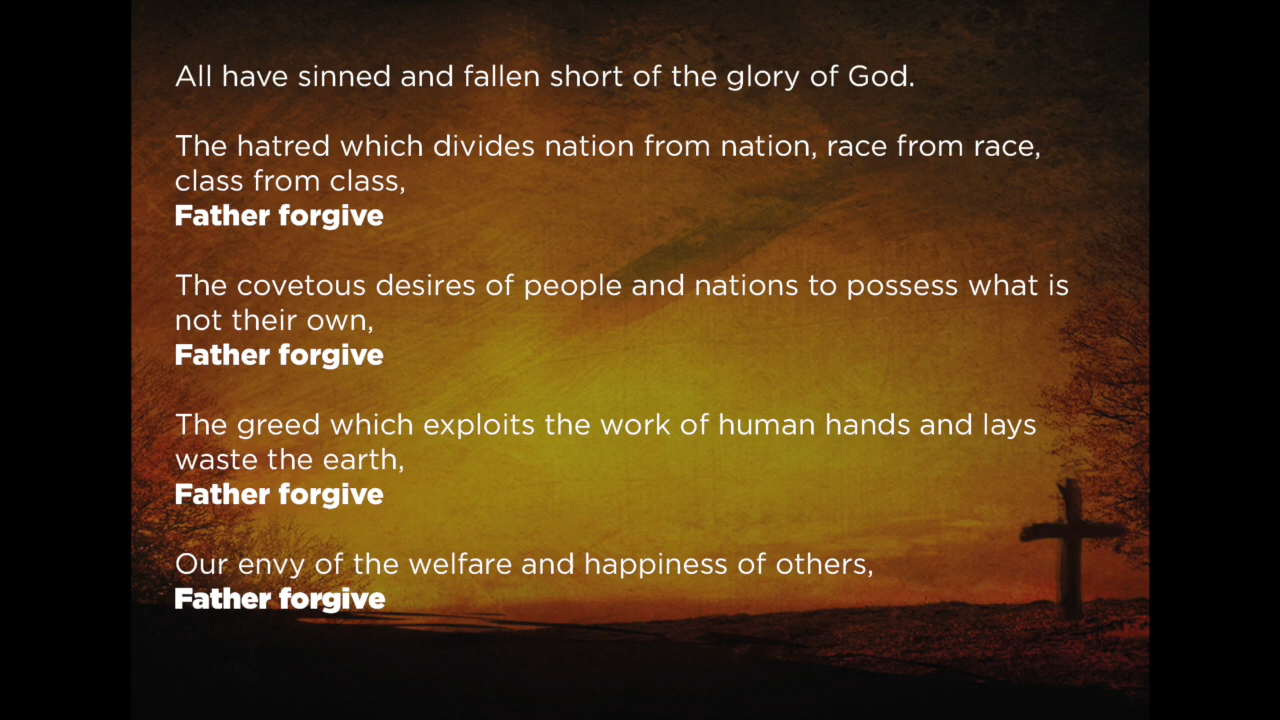 All have sinned and fallen short of the glory of God.
The hatred which divides nation from nation, race from race,
class from class,
Father forgive
The covetous desires of people and nations to possess what is
not their own,
Father forgive
The greed which exploits the work of human hands and lays
waste the earth,
Father forgive
Our envy of the welfare and happiness of others,
Father forgive